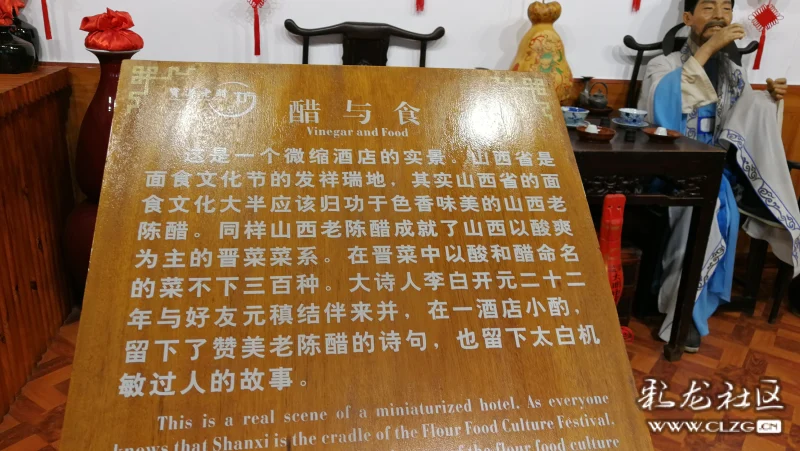 醋与食
Vinegar and Food
这是一个微缩酒店的实景。山西省是
面食文化节的发祥瑞地，其实山西省的面
食文化大半应该归功于色香味美的山西老
陈醋。同样山西老陈醋成就了山西以酸爽
为主的晋菜菜系。在晋菜中以酸和醋命名
的菜不下三百种。大诗人李白开元二十二
年与好友元稹结伴来并，在一酒店小酌，
留下了赞美老陈醋的诗句，也留下太白机
敏过人的故事。
This is a real scene of a miniaturized hotel. As everyone
knows that Shanxi is the cradle of the Flour Food Culture Festival.
of the flour food culture
彩龙社区
WWW.CLZG.CN